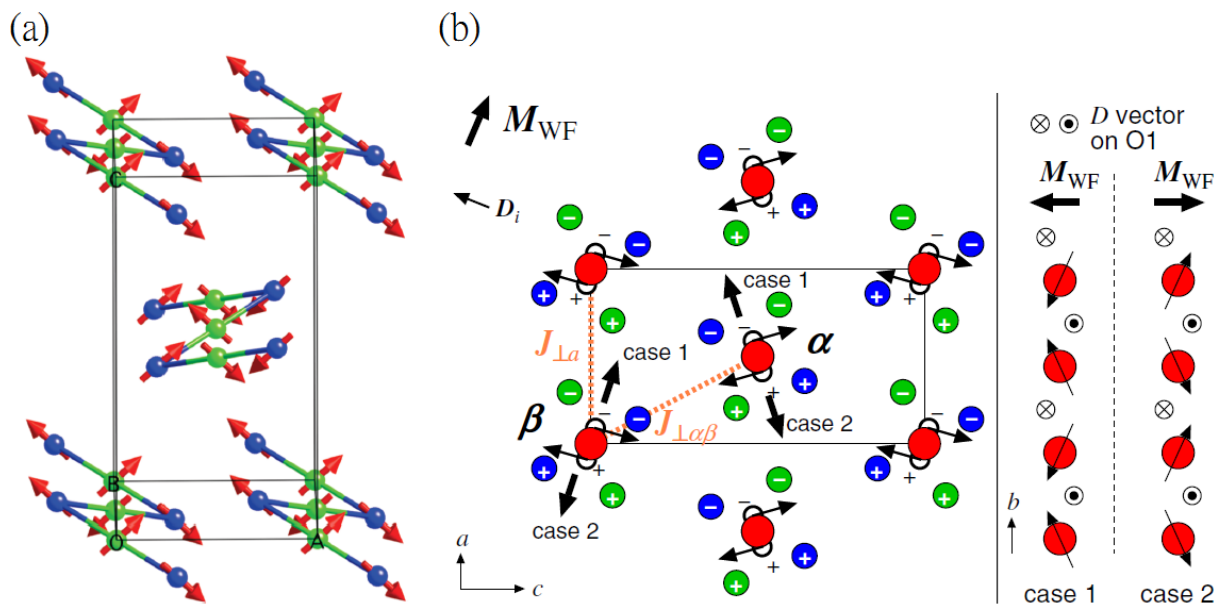 (a)
C
B
O
A
(b)
M_WF
D_i
case 1
α
J_⊥a
case 1
β
J_⊥αβ
case 2
case 2
a
c
D vector
on O1
M_WF
M_WF
b
case 1
case 2